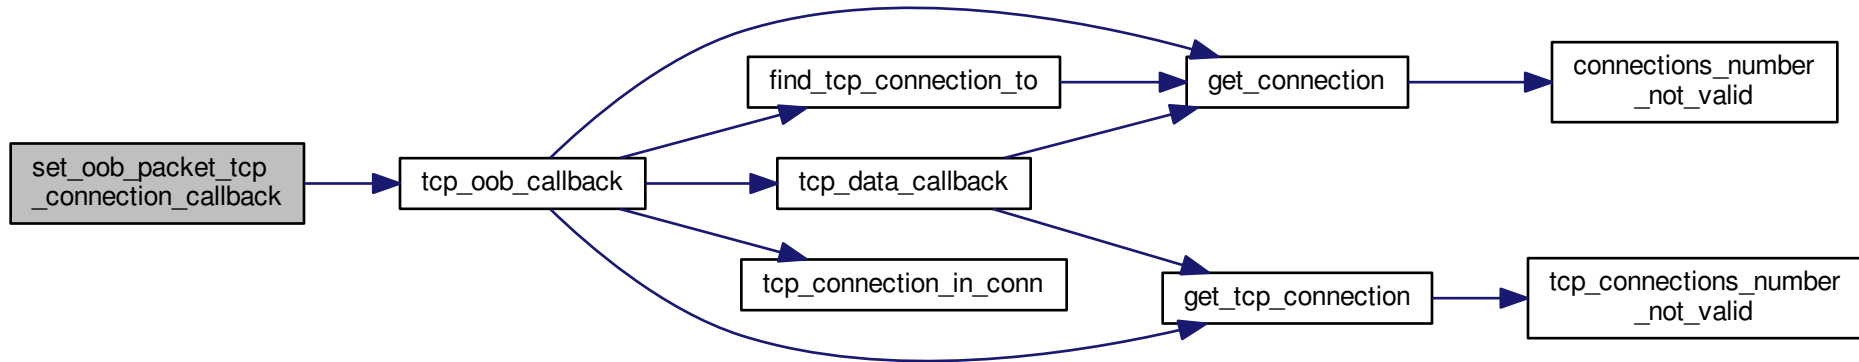 set_oob_packet_tcp
_connection_callback
tcp_oob_callback
find_tcp_connection_to
tcp_data_callback
tcp_connection_in_conn
get_connection
get_tcp_connection
connections_number
_not_valid
tcp_connections_number
_not_valid